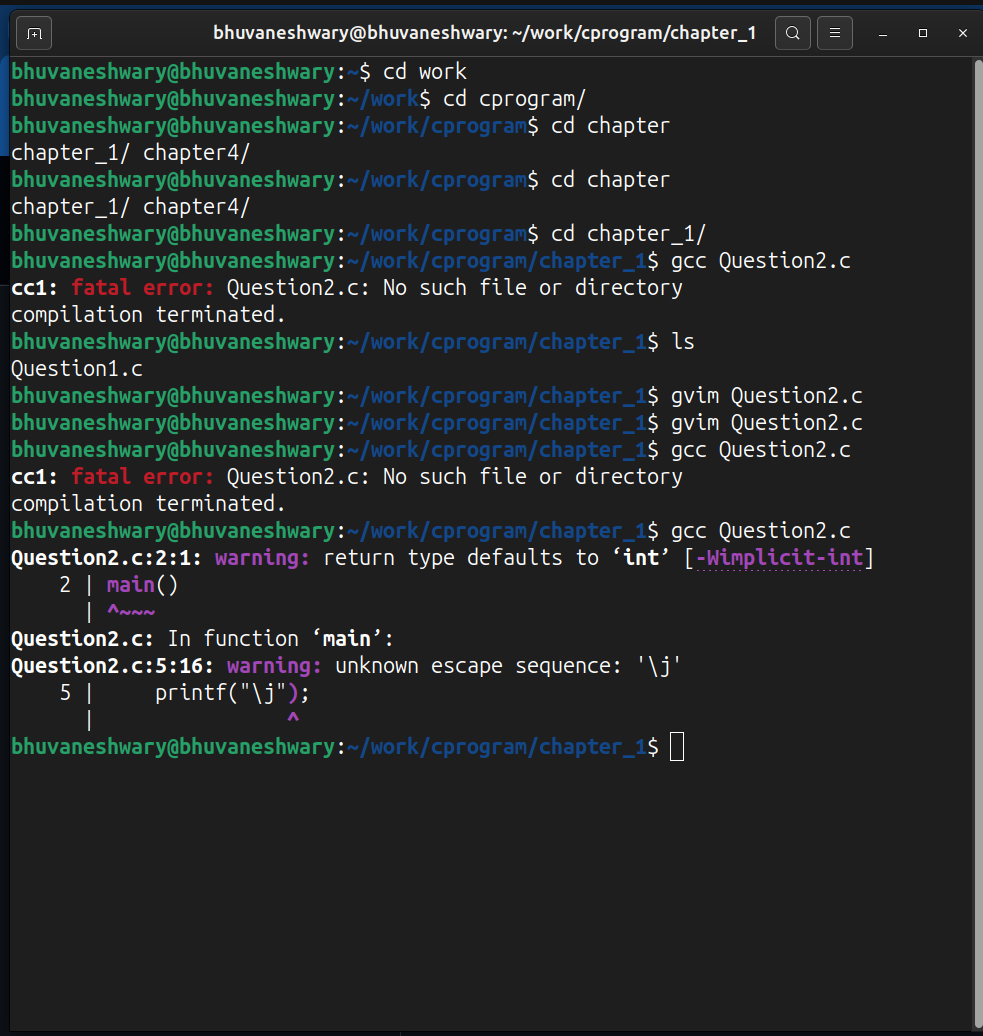 bhuvaneshwary@bhuvaneshwary: ~/work/cprogram/chapter_1
bhuvaneshwary@bhuvaneshwary:~$ cd work
bhuvaneshwary@bhuvaneshwary:~/work$ cd cprogram/
bhuvaneshwary@bhuvaneshwary:~/work/cprogram$ cd chapter
chapter_1/ chapter4/
bhuvaneshwary@bhuvaneshwary:~/work/cprogram$ cd chapter
chapter_1/ chapter4/
bhuvaneshwary@bhuvaneshwary:~/work/cprogram$ cd chapter_1/
bhuvaneshwary@bhuvaneshwary:~/work/cprogram/chapter_1$ gcc Question2.c
cc1: fatal error: Question2.c: No such file or directory
compilation terminated.
bhuvaneshwary@bhuvaneshwary:~/work/cprogram/chapter_1$ ls
Question1.c
bhuvaneshwary@bhuvaneshwary:~/work/cprogram/chapter_1$ gvim Question2.c
bhuvaneshwary@bhuvaneshwary:~/work/cprogram/chapter_1$ gvim Question2.c
bhuvaneshwary@bhuvaneshwary:~/work/cprogram/chapter_1$ gcc Question2.c
cc1: fatal error: Question2.c: No such file or directory
compilation terminated.
bhuvaneshwary@bhuvaneshwary:~/work/cprogram/chapter_1$ gcc Question2.c
Question2.c:2:1: warning: return type defaults to ‘int’ [-Wimplicit-int]
    2 | main()
      | ^~~~
Question2.c: In function ‘main’:
Question2.c:5:16: warning: unknown escape sequence: '\j'
    5 |     printf("\j");
      |                ^
bhuvaneshwary@bhuvaneshwary:~/work/cprogram/chapter_1$